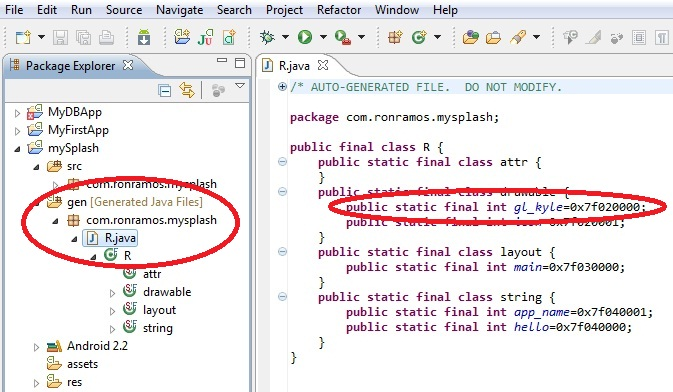 File Edit Run Source Navigate Search Project Refactor Window Help
Package Explorer
MyDBApp
MyFirstApp
mySplash
src
com.ronramos.mysplash
gen [Generated Java Files]
com.ronramos.mysplash
R.java
R
attr
drawable
layout
string
Android 2.2
assets
res
R.java
/* AUTO-GENERATED FILE. DO NOT MODIFY.
package com.ronramos.mysplash;
public final class R {
public static final class attr {
}
public static final class drawable {
public static final int gl_kyle=0x7f020000;
public static final int icon=0x7f020001;
}
public static final class layout {
public static final int main=0x7f030000;
}
public static final class string {
public static final int app_name=0x7f040001;
public static final int hello=0x7f040000;
}
}